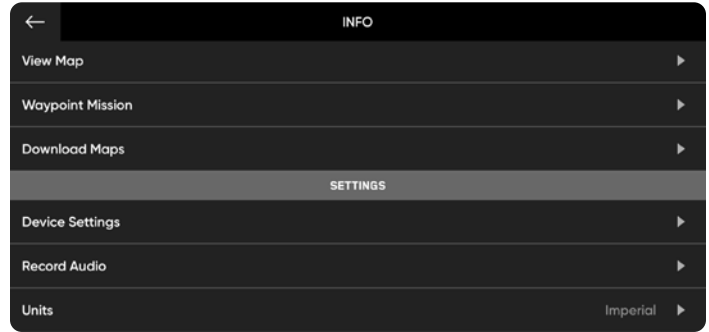 INFO
View Map
Waypoint Mission
Download Maps
SETTINGS
Device Settings
Record Audio
Units Imperial